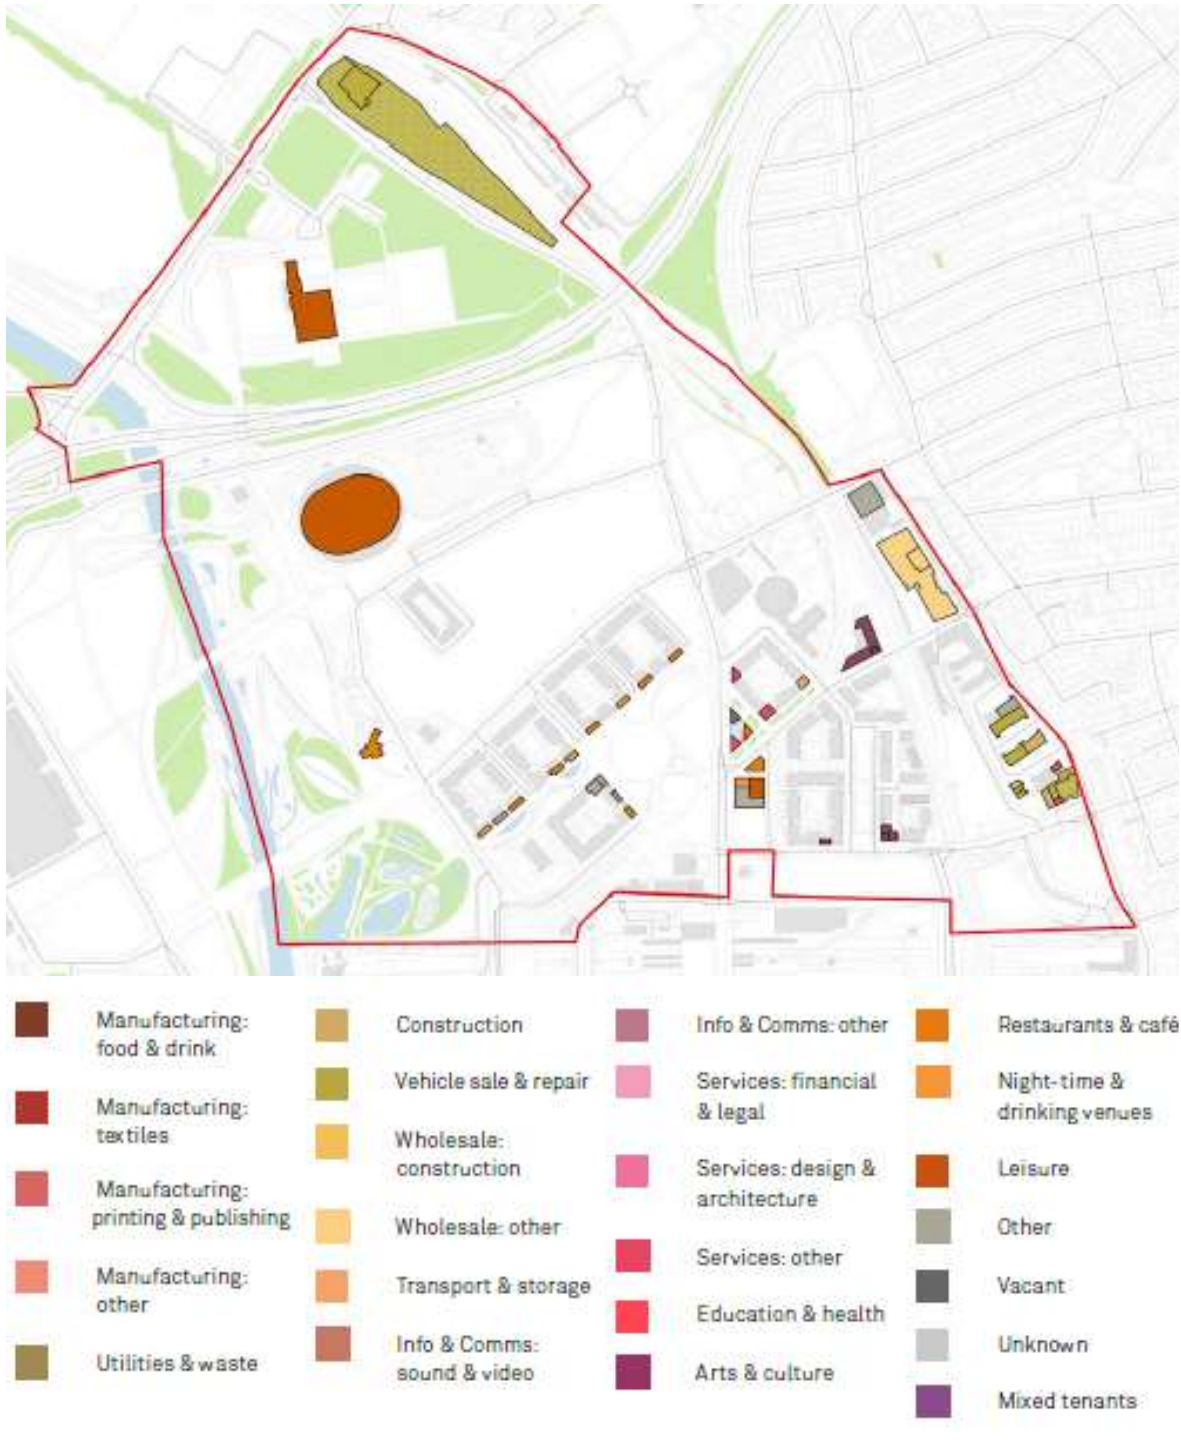 Manufacturing:
food & drink
Manufacturing:
textiles
Manufacturing:
printing & publishing
Manufacturing:
other
Utilities & waste
Construction
Vehicle sale & repair
Wholesale:
construction
Wholesale: other
Transport & storage
Info & Comms:
sound & video
Info & Comms: other
Services: financial
& legal
Services: design &
architecture
Services: other
Education & health
Arts & culture
Restaurants & café
Night-time &
drinking venues
Leisure
Other
Vacant
Unknown
Mixed tenants